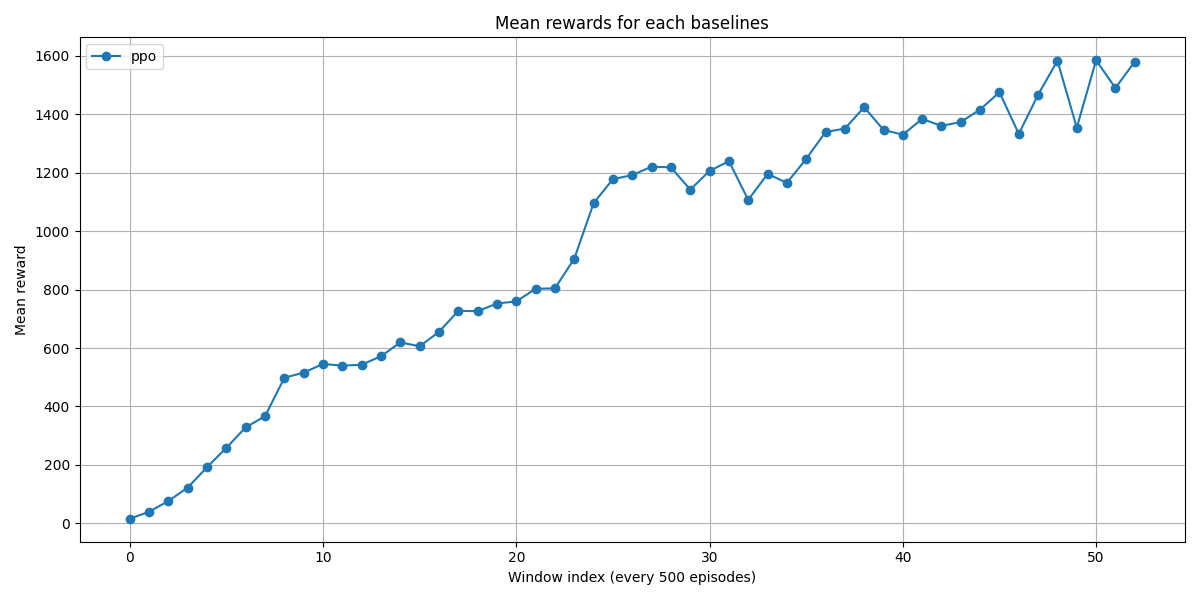 Mean rewards for each baselines
ppo
Mean reward
1600
1400
1200
1000
800
600
400
200
0
0 10 20 30 40 50
Window index (every 500 episodes)